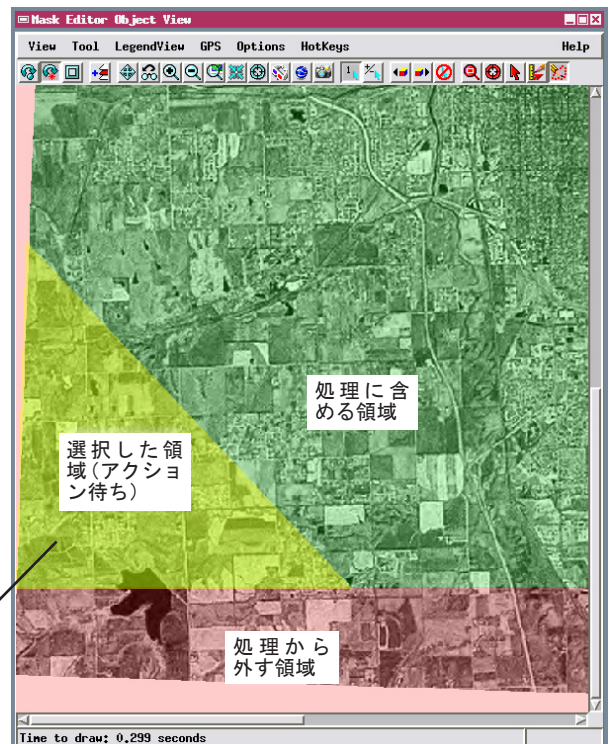 Mask Editor Object View
View Tool LegendView GPS Options HotKeys Help
処理に含
める領域
選択した領
域(アクショ
ン待ち)
処理から
外す領域
Time to draw: 0.299 seconds